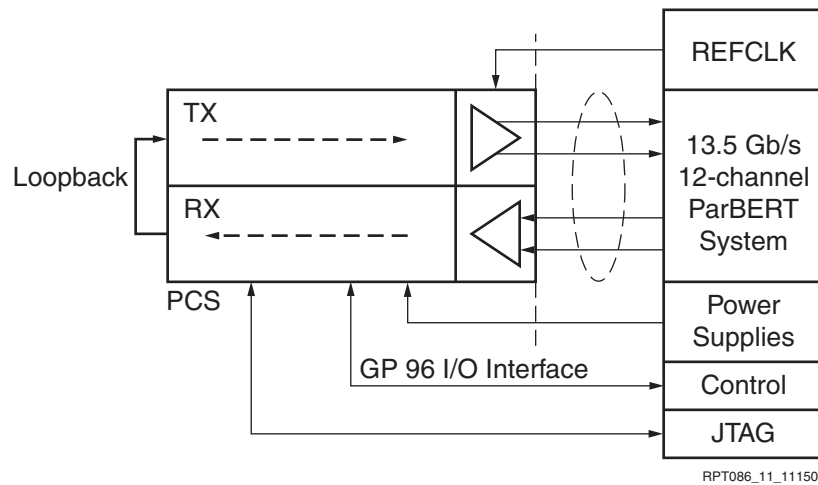 REFCLK
TX
13.5 Gb/s
12-channel
ParBERT
System
Loopback
RX
PCS
Power
Supplies
GP 96 I/O Interface
Control
JTAG
RPT086_11_11150